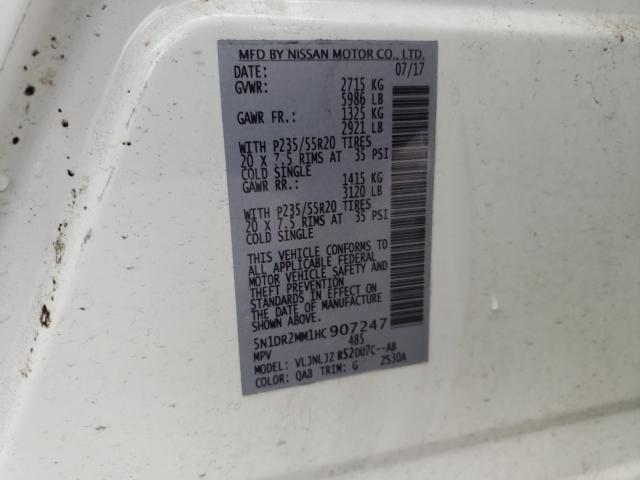 MFD BY NISSAN MOTOR CO., LTD.
DATE: 07/17
GVWR: 2715 KG
5986 LB
GAWR FR.: 1325 KG
2921 LB
WITH P235/55R20 TIRES
20 X 7.5 RIMS AT 35 PSI
COLD SINGLE
GAWR RR.: 1415 KG
3120 LB
WITH P235/55R20 TIRES
20 X 7.5 RIMS AT 35 PSI
COLD SINGLE
THIS VEHICLE CONFORMS TO
ALL APPLICABLE FEDERAL
MOTOR VEHICLE SAFETY AND
THEFT PREVENTION
STANDARDS IN EFFECT ON
THE DATE OF MANUFACTURE
SHOWN ABOVE.
5N1DR2MM1HC907247
MPV 485
MODEL: VLJNLJZ R520U7C--AB
COLOR: QAB TRIM: G ZS30A